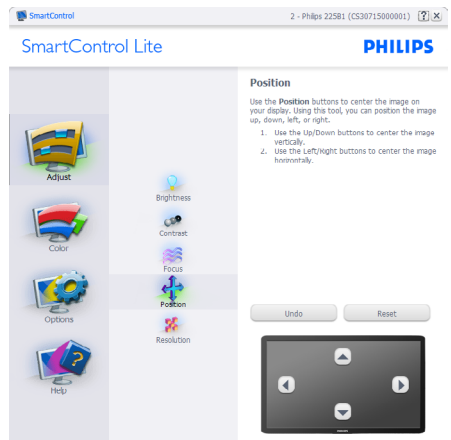 SmartControl
2 - Philips 225B1 (CS30715000001) ? X
SmartControl Lite
PHILIPS
Adjust
Color
Options
Help
Brightness
Contrast
Focus
Position
Resolution
Position
Use the Position buttons to center the image on
your display. Using this tool, you can position the image
up, down, left, or right.
1. Use the Up/Down buttons to center the image
vertically.
2. Use the Left/Right buttons to center the image
horizontally.
Undo
Reset
PHILIPS